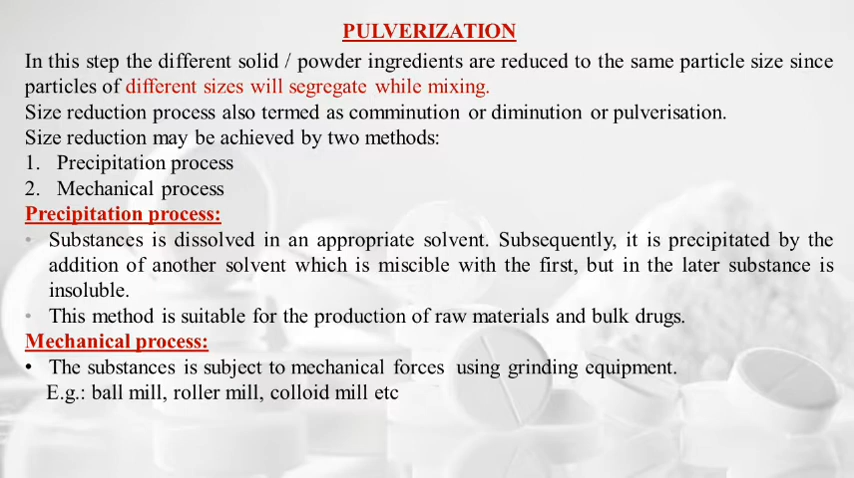 PULVERIZATION
In this step the different solid / powder ingredients are reduced to the same particle size since
particles of different sizes will segregate while mixing.
Size reduction process also termed as comminution or diminution or pulverisation.
Size reduction may be achieved by two methods:
1. Precipitation process
2. Mechanical process
Precipitation process:
• Substances is dissolved in an appropriate solvent. Subsequently, it is precipitated by the
addition of another solvent which is miscible with the first, but in the later substance is
insoluble.
• This method is suitable for the production of raw materials and bulk drugs.
Mechanical process:
• The substances is subject to mechanical forces using grinding equipment.
E.g.: ball mill, roller mill, colloid mill etc